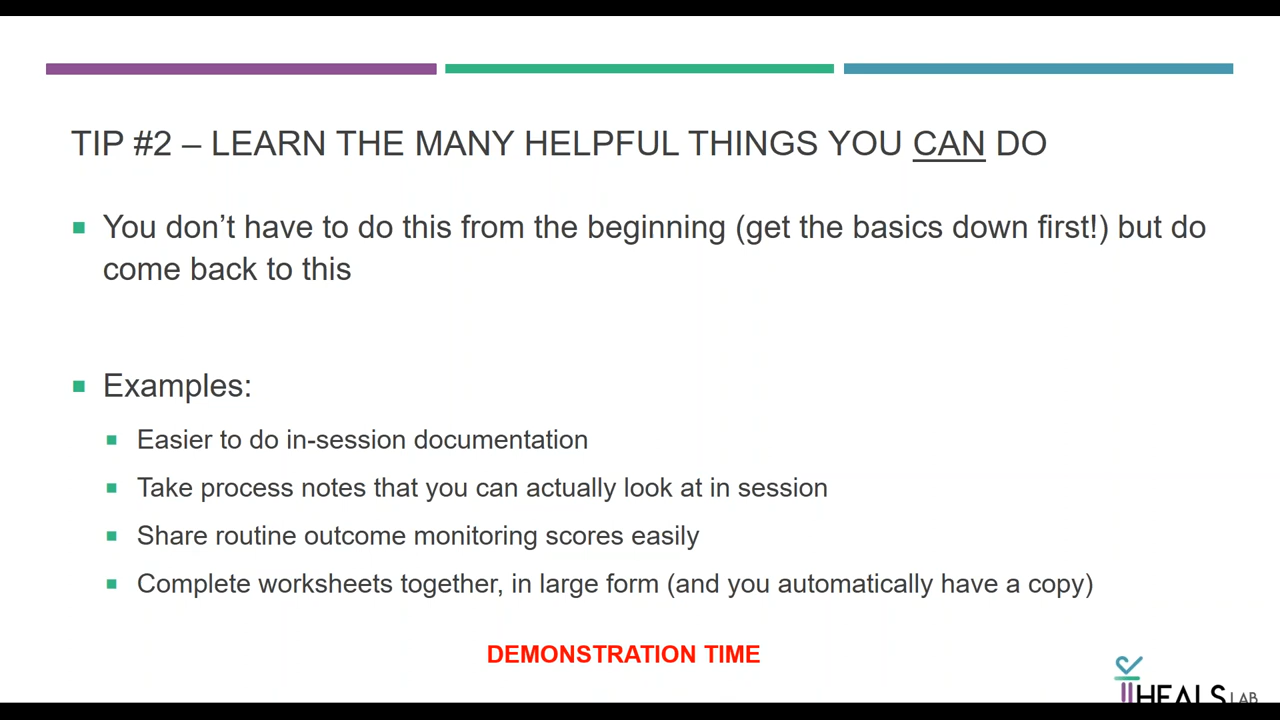 TIP #2 – LEARN THE MANY HELPFUL THINGS YOU CAN DO
You don’t have to do this from the beginning (get the basics down first!) but do
come back to this
Examples:
Easier to do in-session documentation
Take process notes that you can actually look at in session
Share routine outcome monitoring scores easily
Complete worksheets together, in large form (and you automatically have a copy)
DEMONSTRATION TIME
HEALS LAB